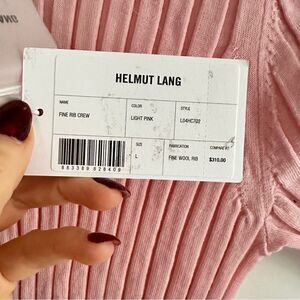 HELMUT LANG
NAME
COLOR
STYLE
FINE RIB CREW
LIGHT PINK
L04HC702
SIZE
FABRICATION
COMPARE AT
L
FINE WOOL RIB
$310.00
883389828409